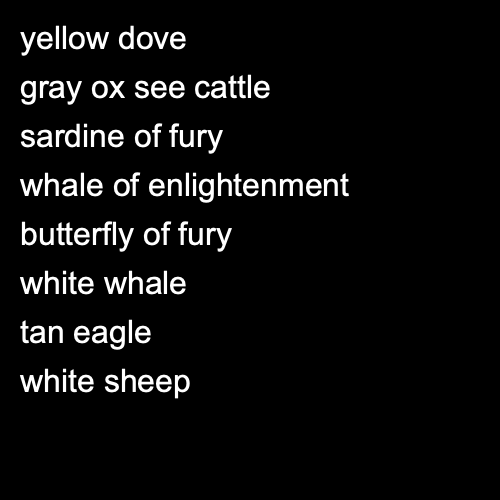 yellow dove
gray ox see cattle
sardine of fury
whale of enlightenment
butterfly of fury
white whale
tan eagle
white sheep